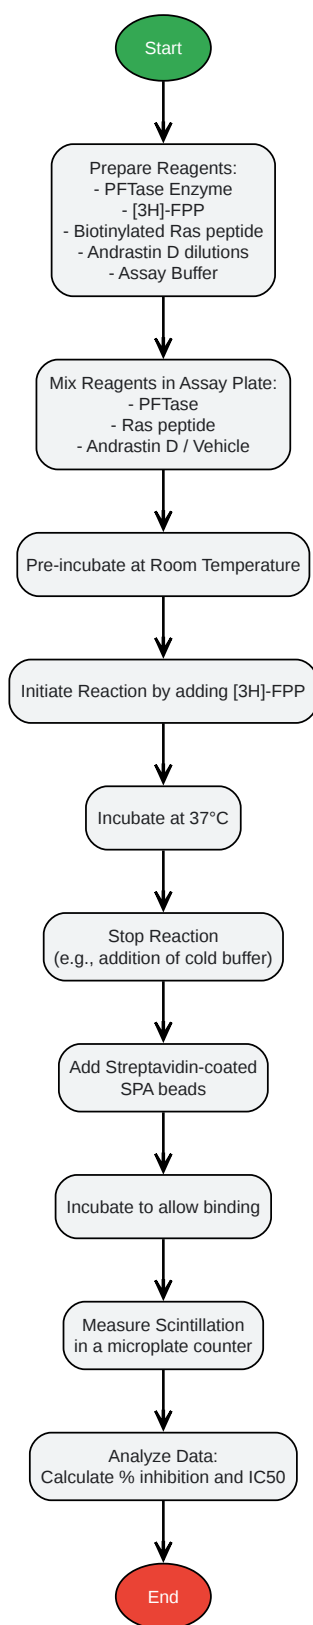 Start
Prepare Reagents:
- PFTase Enzyme
- [3H]-FPP
- Biotinylated Ras peptide
- Andrastin D dilutions
- Assay Buffer
Mix Reagents in Assay Plate:
- PFTase
- Ras peptide
- Andrastin D / Vehicle
Pre-incubate at Room Temperature
Initiate Reaction by adding [3H]-FPP
Incubate at 37°C
Stop Reaction
(e.g., addition of cold buffer)
Add Streptavidin-coated
SPA beads
Incubate to allow binding
Measure Scintillation
in a microplate counter
Analyze Data:
Calculate % inhibition and IC50
End